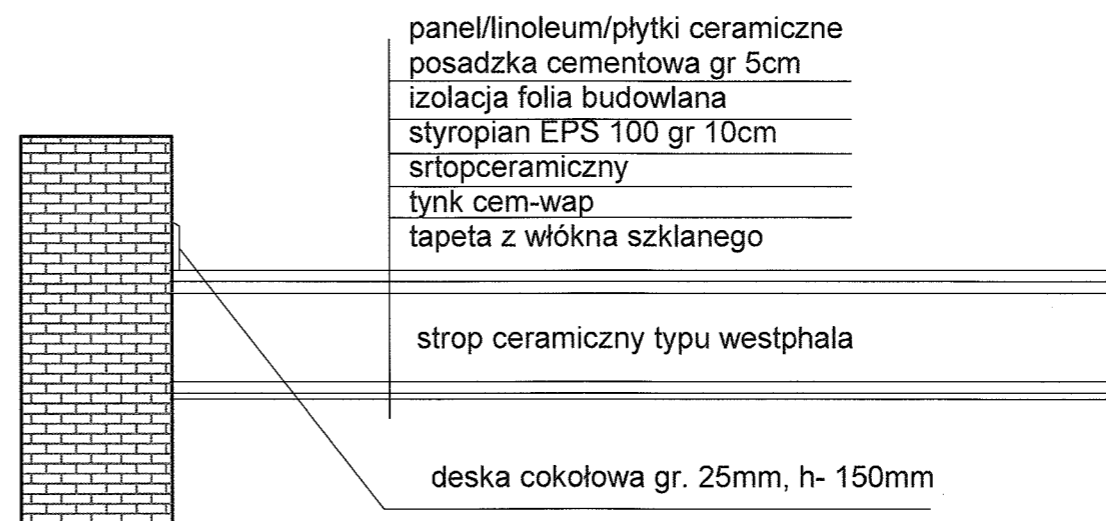 panel/linoleum/płytki ceramiczne
posadzka cementowa gr 5cm
izolacja folia budowlana
styropian EPS 100 gr 10cm
srtopceramiczny
tynk cem-wap
tapeta z włókna szklanego
strop ceramiczny typu westphala
deska cokołowa gr. 25mm, h- 150mm